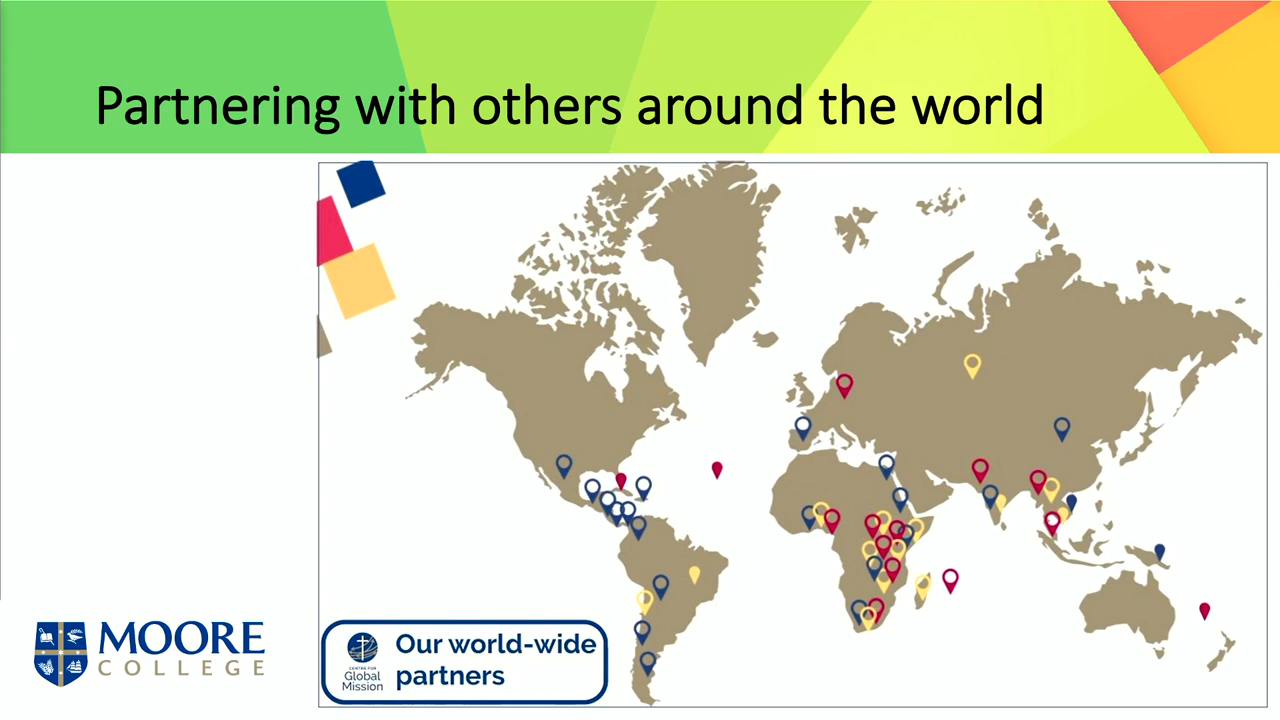 Partnering with others around the world
MOORE
COLLEGE
CENTRE FOR
Global
Mission
Our world-wide
partners